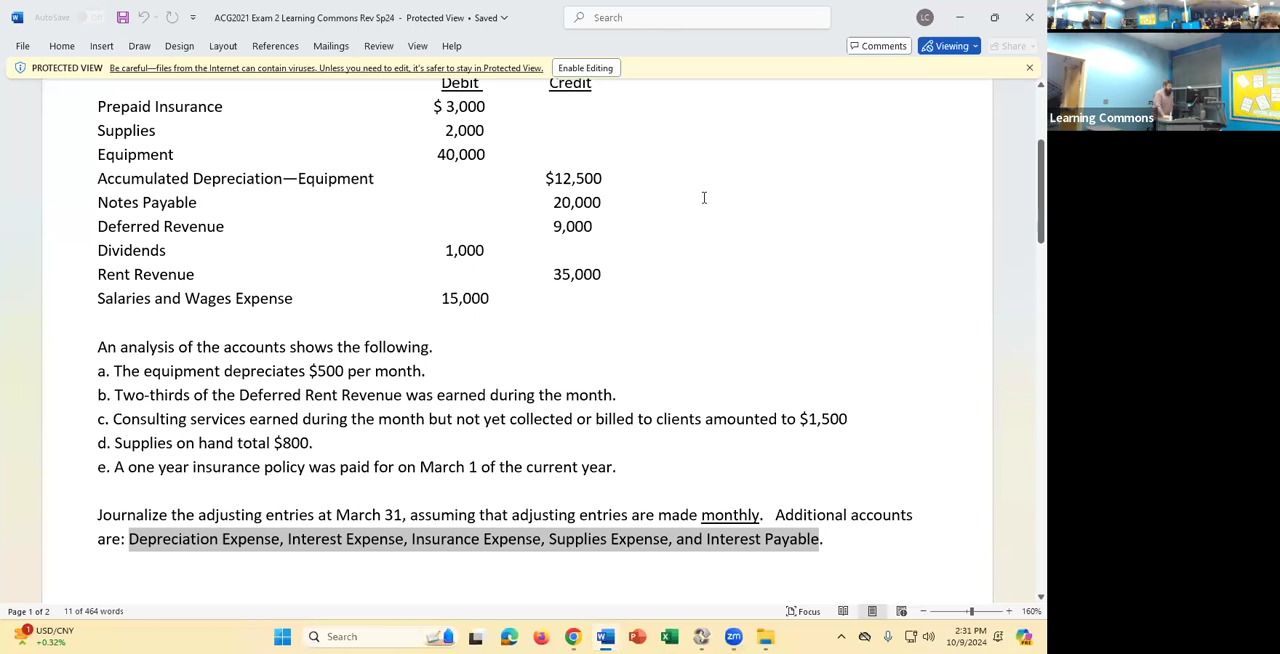 AutoSave Off ACG2021 Exam 2 Learning Commons Rev Sp24 - Protected View • Saved Search LC
File Home Insert Draw Design Layout References Mailings Review View Help Comments Viewing Share
PROTECTED VIEW Be careful—files from the Internet can contain viruses. Unless you need to edit, it's safer to stay in Protected View. Enable Editing
Debit Credit
Prepaid Insurance $ 3,000
Supplies 2,000
Equipment 40,000
Accumulated Depreciation—Equipment $12,500
Notes Payable 20,000
Deferred Revenue 9,000
Dividends 1,000
Rent Revenue 35,000
Salaries and Wages Expense 15,000
An analysis of the accounts shows the following.
a. The equipment depreciates $500 per month.
b. Two-thirds of the Deferred Rent Revenue was earned during the month.
c. Consulting services earned during the month but not yet collected or billed to clients amounted to $1,500
d. Supplies on hand total $800.
e. A one year insurance policy was paid for on March 1 of the current year.
Journalize the adjusting entries at March 31, assuming that adjusting entries are made monthly. Additional accounts
are: Depreciation Expense, Interest Expense, Insurance Expense, Supplies Expense, and Interest Payable.
Learning Commons
Page 1 of 2 11 of 464 words Focus 160%
USD/CNY
+0.32%
1
Search
zm
2:31 PM
10/9/2024